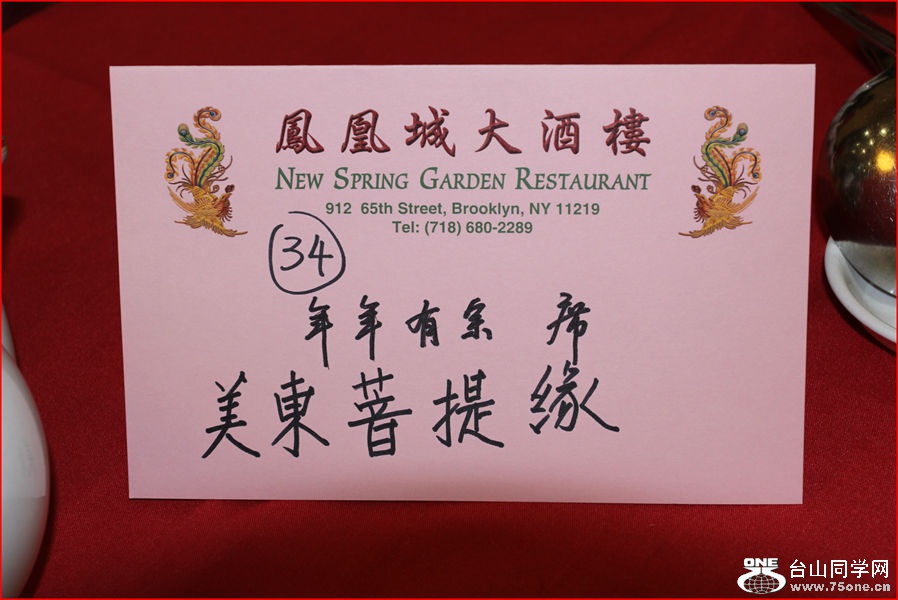 鳳凰城大酒樓
NEW SPRING GARDEN RESTAURANT
912 65th Street, Brooklyn, NY 11219
Tel: (718) 680-2289
34
年年有余 席
美東菩提緣
ONE 台山同学网
www.75one.cn